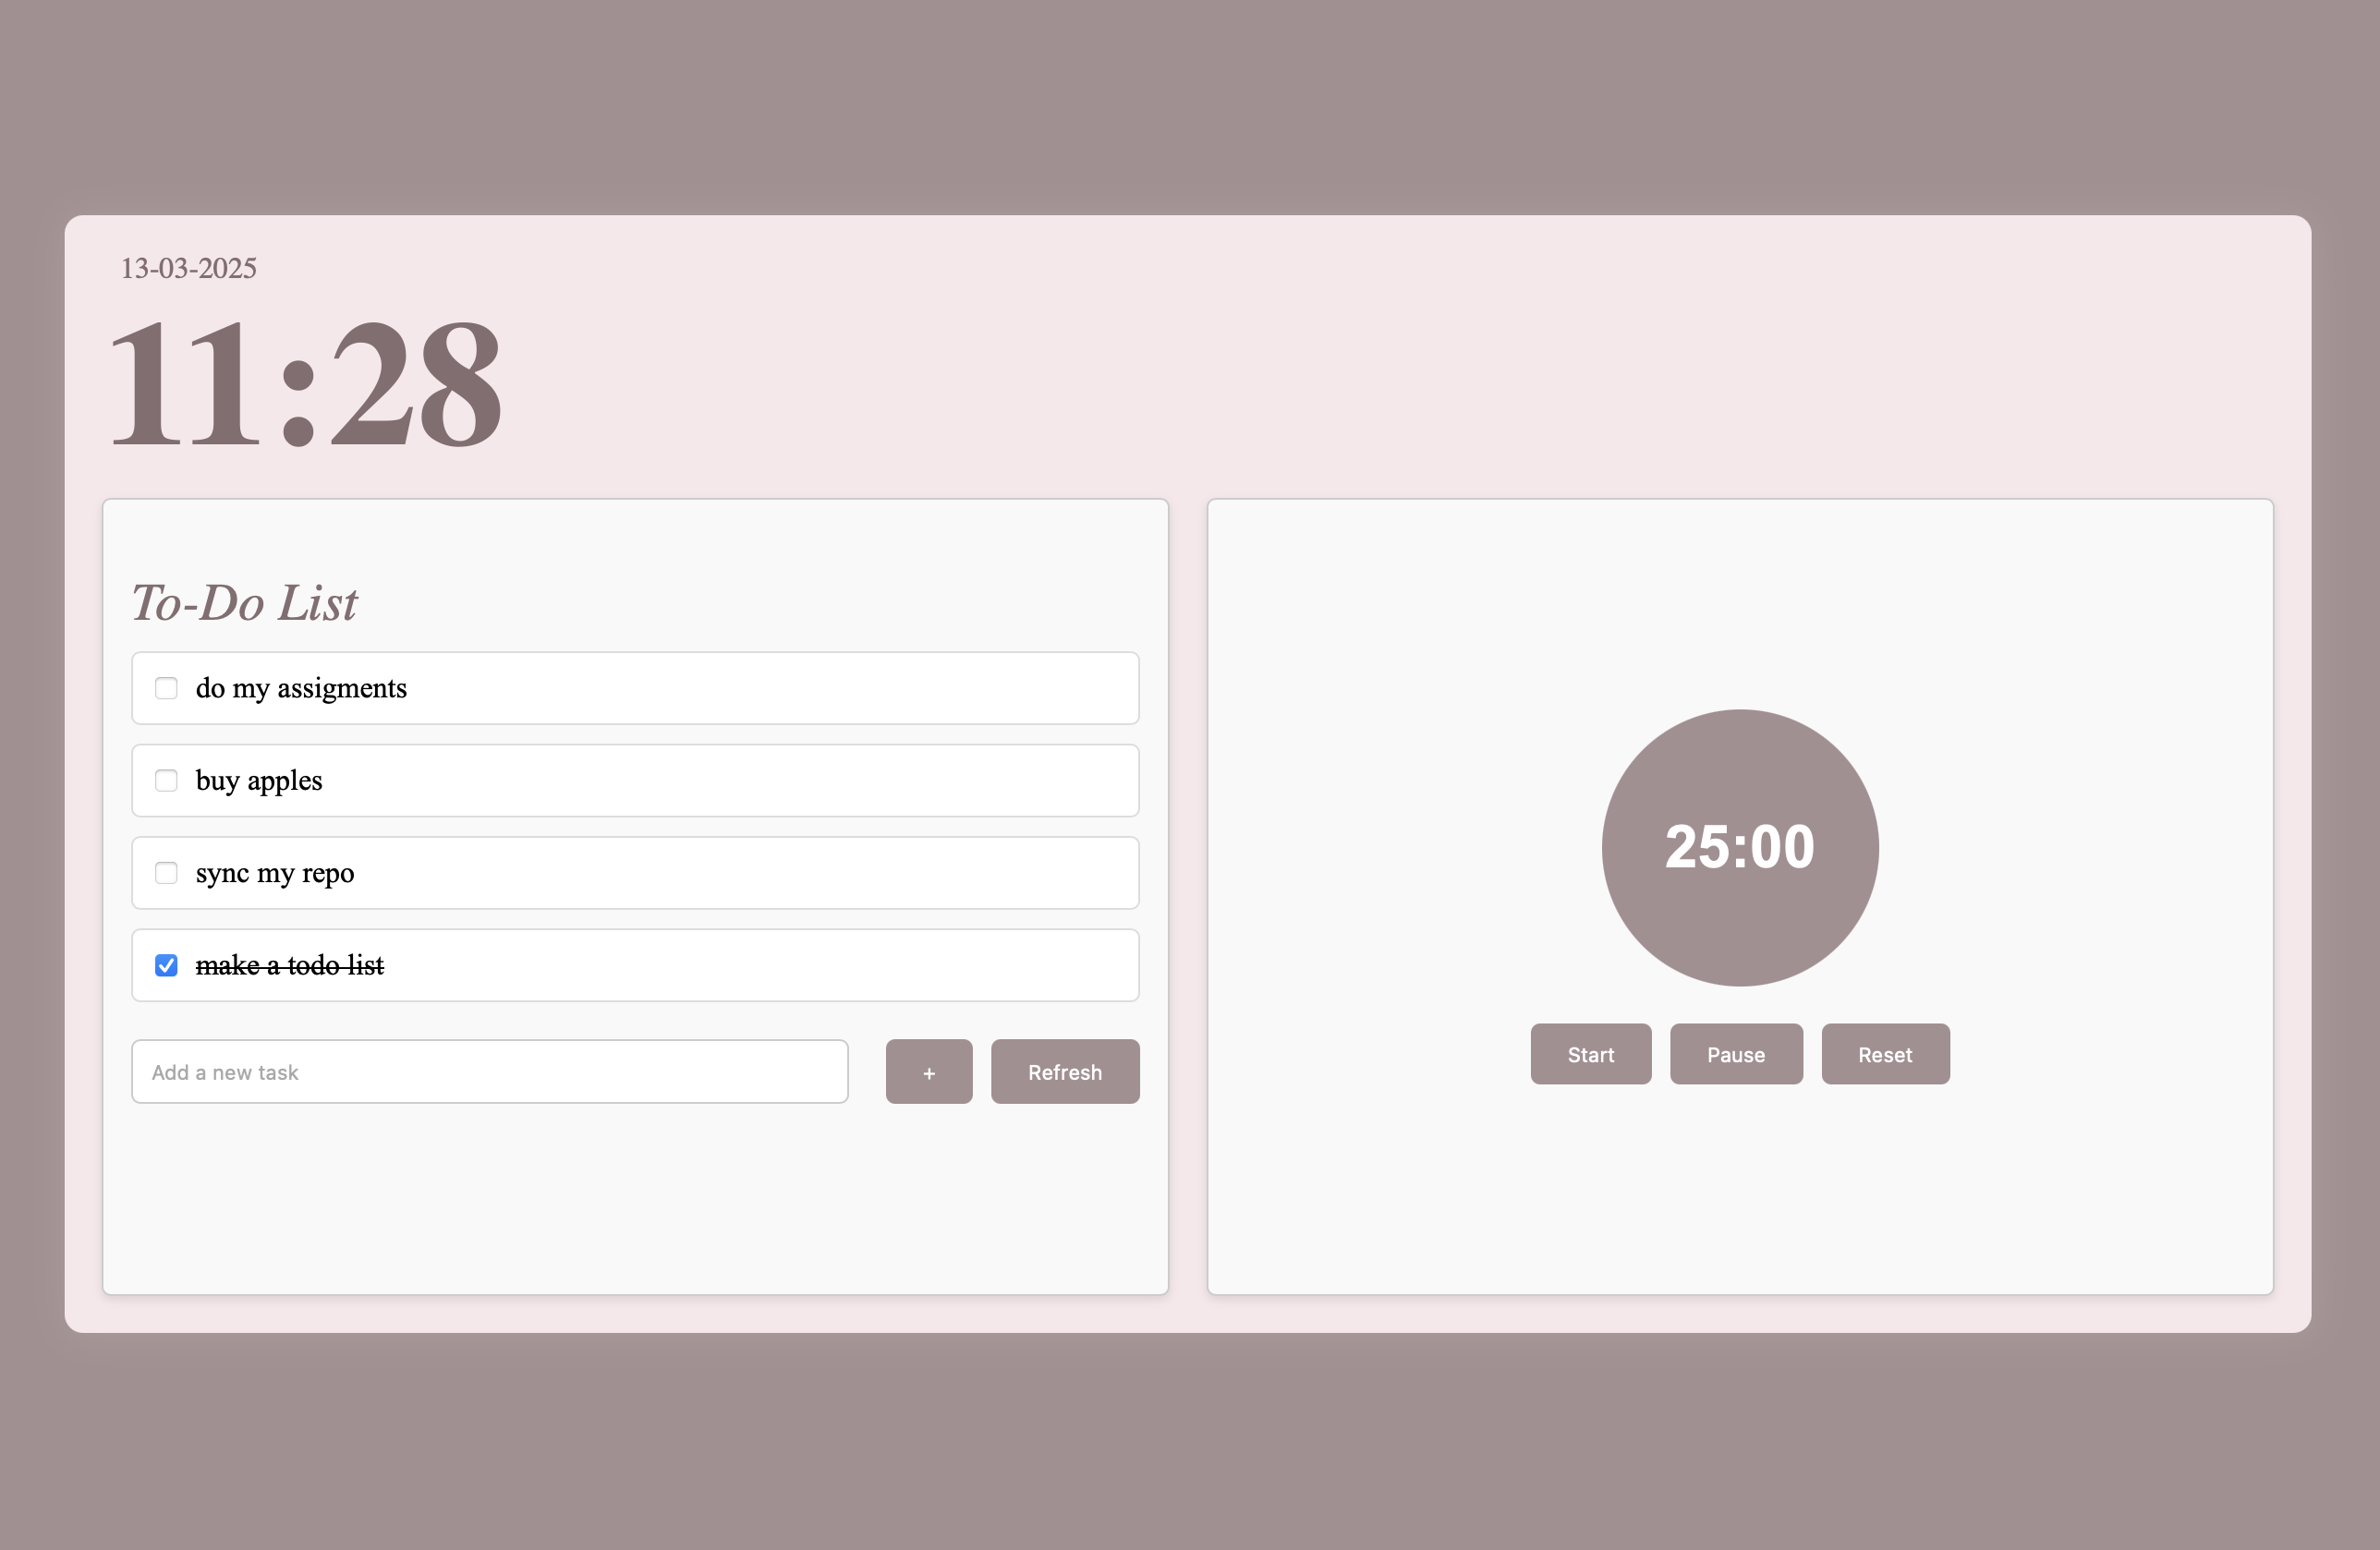 13-03-2025
11:28
To-Do List
do my assigments
buy apples
sync my repo
make a todo list
Add a new task
+
Refresh
25:00
Start
Pause
Reset